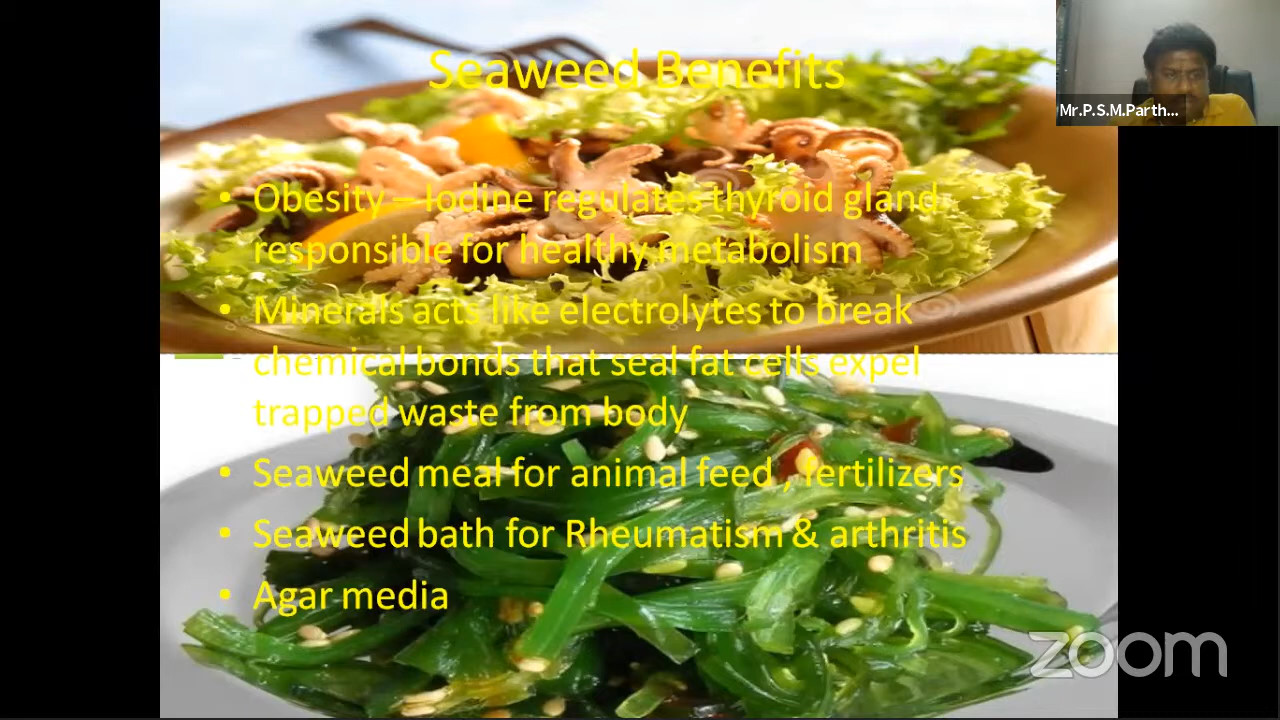 Seaweed Benefits
Mr.P.S.M.Parth...
• Obesity – Iodine regulates thyroid gland
responsible for healthy metabolism
• Minerals acts like electrolytes to break
chemical bonds that seal fat cells expel
trapped waste from body
• Seaweed meal for animal feed , fertilizers
• Seaweed bath for Rheumatism & arthritis
• Agar media
zoom